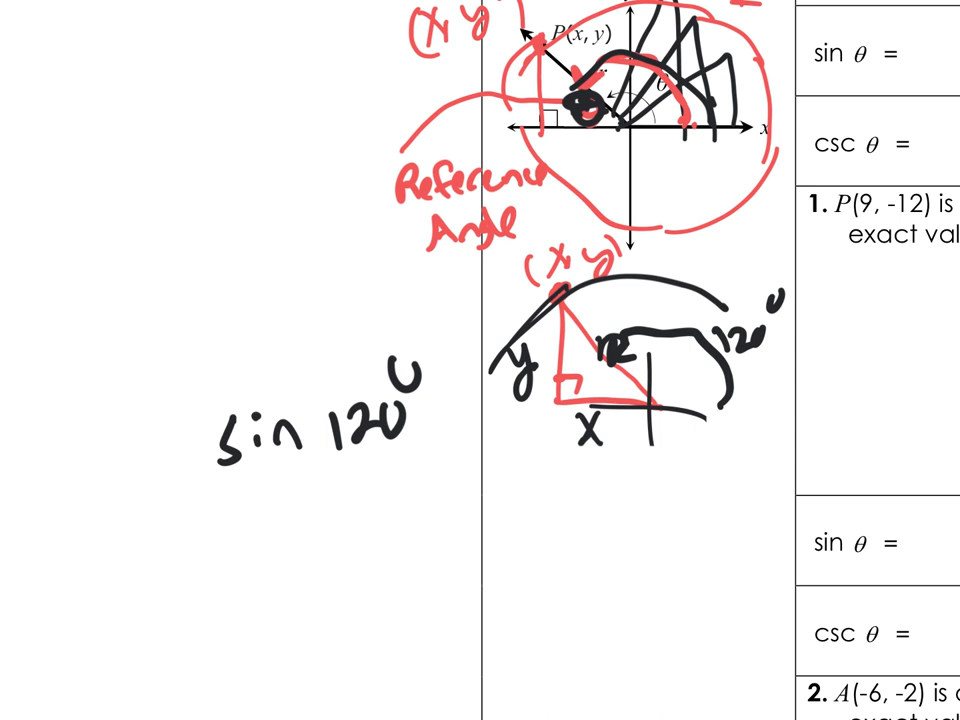 (x, y)
P(x, y)
θ
x
Reference
Angle
(x, y)
y
r
120°
x
sin 120°
sin θ =
csc θ =
1. P(9, -12) is
exact val
sin θ =
csc θ =
2. A(-6, -2) is